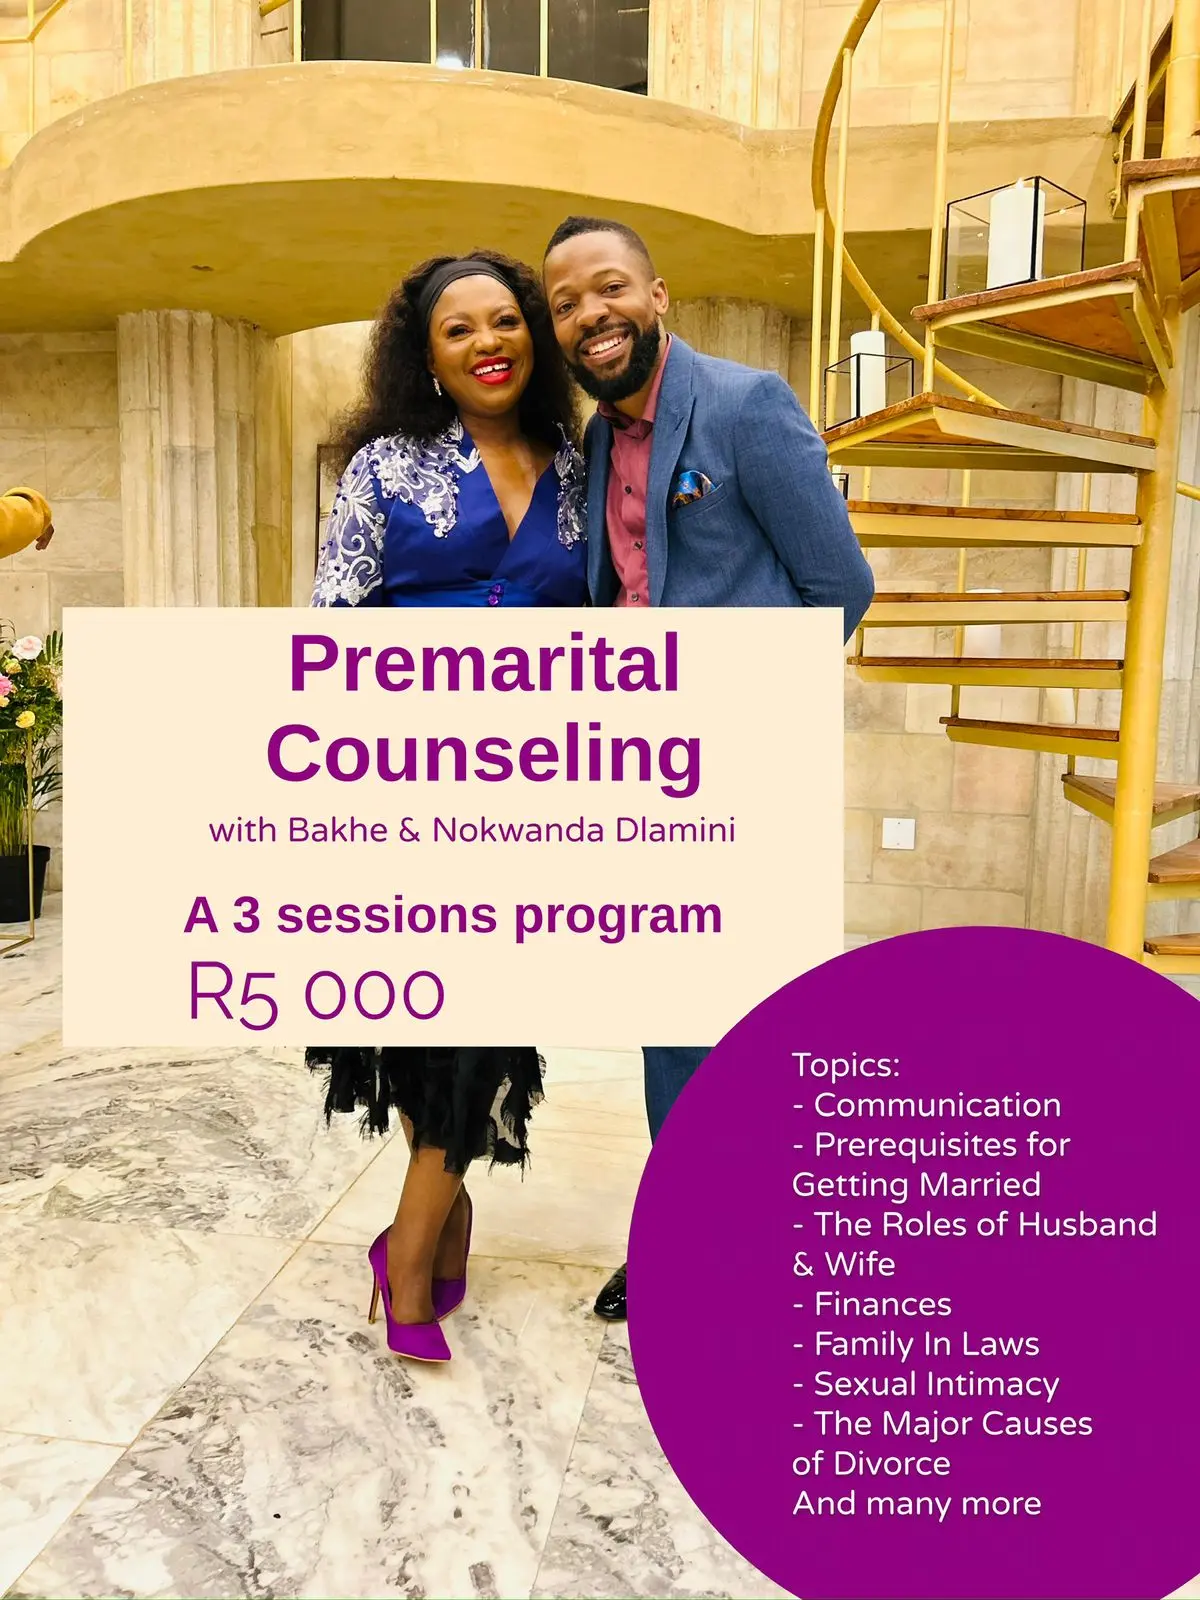 Premarital
Counseling
with Bakhe & Nokwanda Dlamini
A 3 sessions program
R5 000
Topics:
- Communication
- Prerequisites for
Getting Married
- The Roles of Husband
& Wife
- Finances
- Family In Laws
- Sexual Intimacy
- The Major Causes
of Divorce
And many more